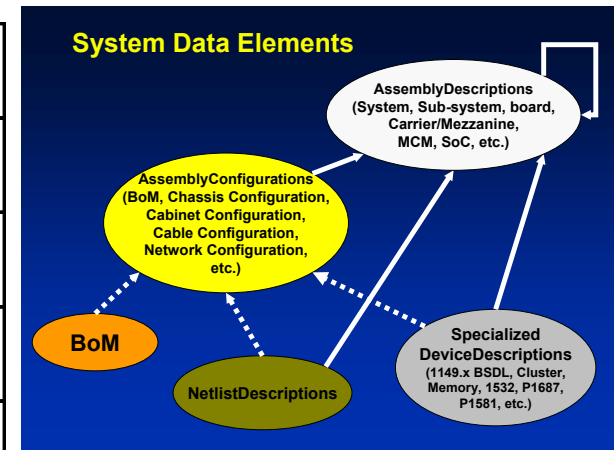 System Data Elements
AssemblyDescriptions
(System, Sub-system, board,
Carrier/Mezzanine,
MCM, SoC, etc.)
AssemblyConfigurations
(BoM, Chassis Configuration,
Cabinet Configuration,
Cable Configuration,
Network Configuration,
etc.)
BoM
NetlistDescriptions
Specialized
DeviceDescriptions
(1149.x BSDL, Cluster,
Memory, 1532, P1687,
P1581, etc.)